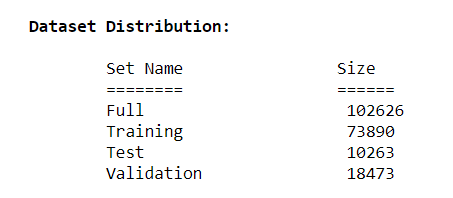 Dataset Distribution:
Set Name Size
======== ======
Full 102626
Training 73890
Test 10263
Validation 18473